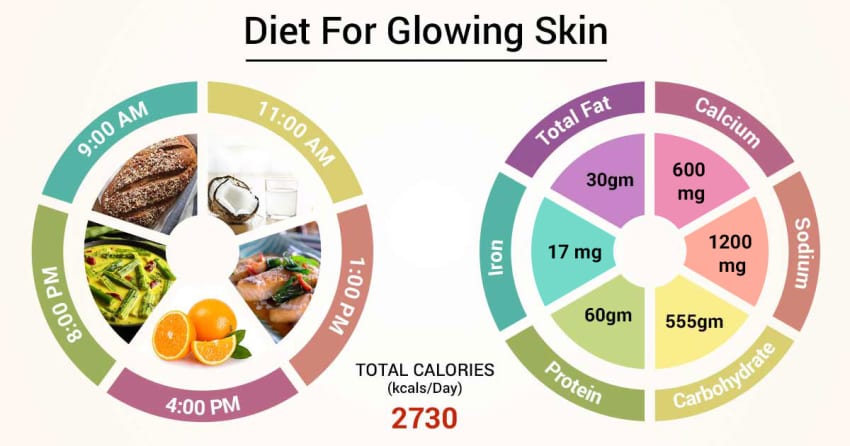 Diet For Glowing Skin
9:00 AM
11:00 AM
1:00 PM
4:00 PM
8:00 PM
TOTAL CALORIES
(kcals/Day)
2730
Total Fat
30gm
Calcium
600
mg
Sodium
1200
mg
Carbohydrate
555gm
Protein
60gm
Iron
17 mg